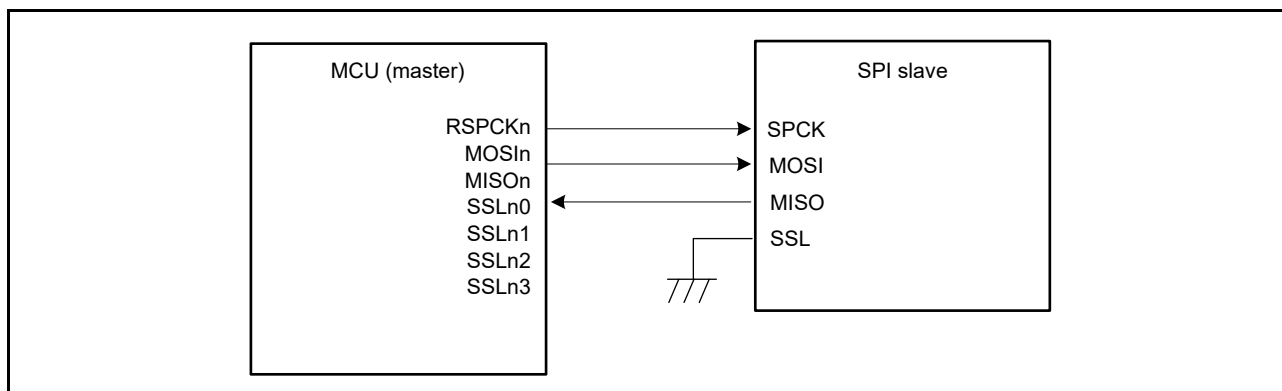 MCU (master)
RSPCKn
MOSIn
MISOn
SSLn0
SSLn1
SSLn2
SSLn3
SPI slave
SPCK
MOSI
MISO
SSL